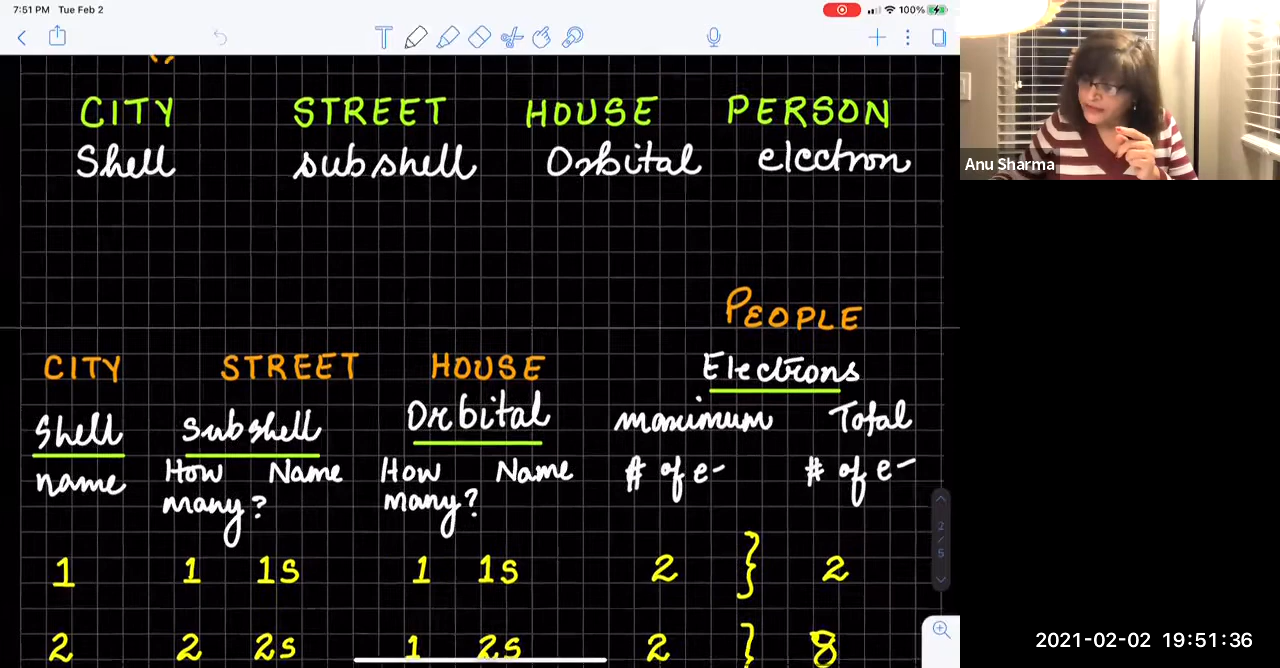 7:51 PM Tue Feb 2
100%
CITY STREET HOUSE PERSON
Shell subshell Orbital electron
PEOPLE
CITY STREET HOUSE Electrons
Shell Subshell Orbital maximum Total
name How Name How Name # of e- # of e-
many? many?
1 1 1s 1 1s 2 } 2
2 2 2s 1 2s 2 } 8
2
/
5
Anu Sharma
2021-02-02 19:51:36